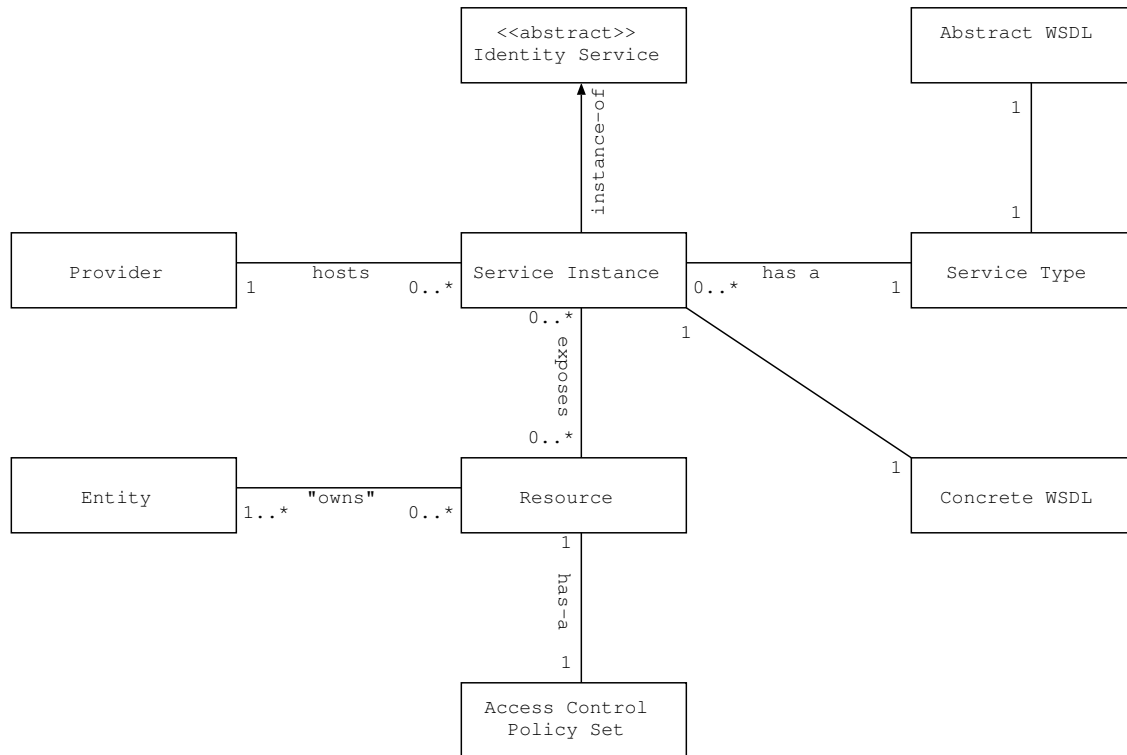 <<abstract>>
Identity Service
Abstract WSDL
instance-of
1
1
Provider
hosts
1
0..*
Service Instance
has a
0..*
1
Service Type
0..*
exposes
0..*
1
1
Entity
"owns"
1..*
0..*
Resource
Concrete WSDL
1
has-a
1
Access Control
Policy Set